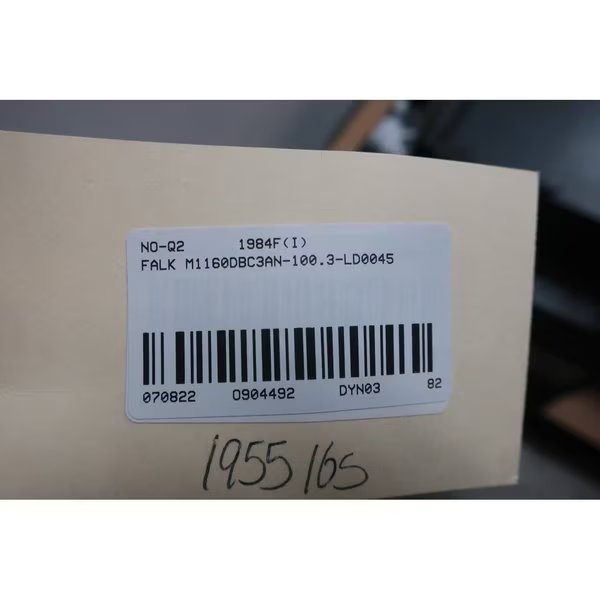 NO-Q2 1984F(I)
FALK M1160DBC3AN-100.3-LD0045
070822 0904492 DYN03 82
1955 lbs